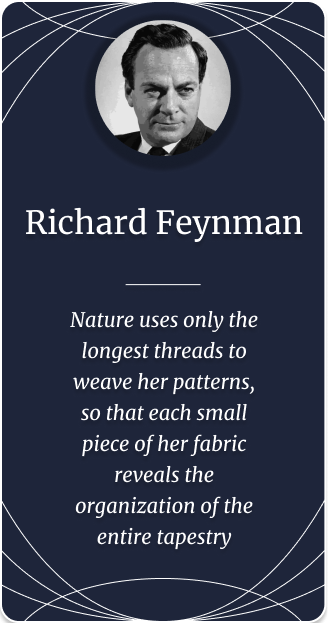 Richard Feynman
Nature uses only the
longest threads to
weave her patterns,
so that each small
piece of her fabric
reveals the
organization of the
entire tapestry